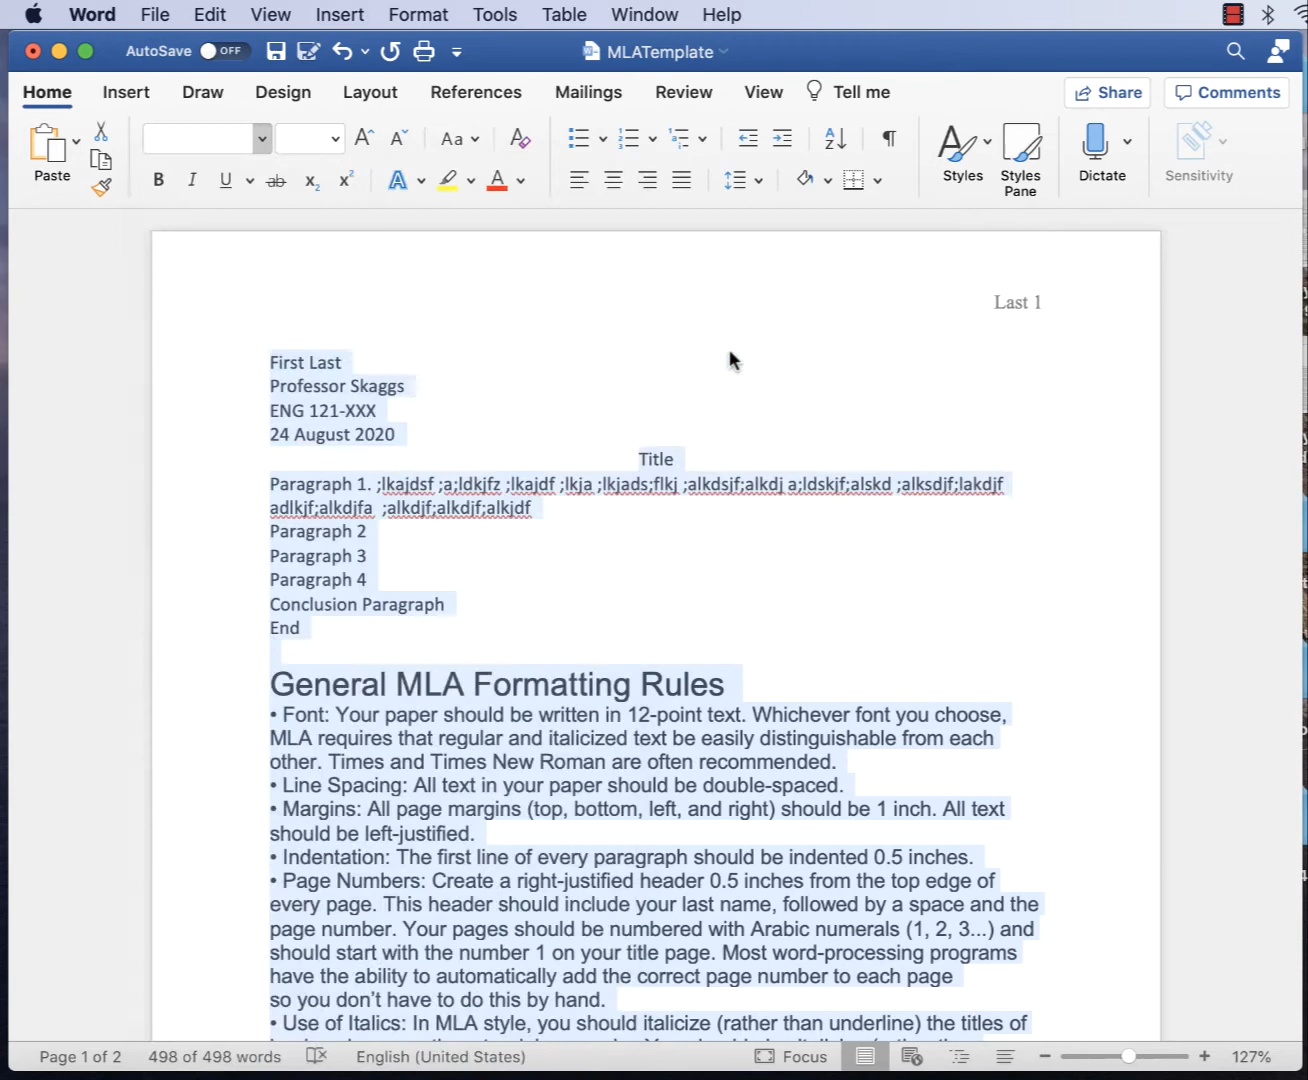 Word File Edit View Insert Format Tools Table Window Help
AutoSave OFF MLATemplate
Home Insert Draw Design Layout References Mailings Review View Tell me Share Comments
Paste Aa Styles Styles Pane Dictate Sensitivity
Last 1
First Last
Professor Skaggs
ENG 121-XXX
24 August 2020
Title
Paragraph 1. ;lkajdsf ;a;ldkjfz ;lkajdf ;lkja ;lkjads;flkj ;alkdsjf;alkdj a;ldskjf;alskd ;alksdjf;lakdjf
adlkjf;alkdjfa  ;alkdjf;alkdjf;alkjdf
Paragraph 2
Paragraph 3
Paragraph 4
Conclusion Paragraph
End
General MLA Formatting Rules
• Font: Your paper should be written in 12-point text. Whichever font you choose,
MLA requires that regular and italicized text be easily distinguishable from each
other. Times and Times New Roman are often recommended.
• Line Spacing: All text in your paper should be double-spaced.
• Margins: All page margins (top, bottom, left, and right) should be 1 inch. All text
should be left-justified.
• Indentation: The first line of every paragraph should be indented 0.5 inches.
• Page Numbers: Create a right-justified header 0.5 inches from the top edge of
every page. This header should include your last name, followed by a space and the
page number. Your pages should be numbered with Arabic numerals (1, 2, 3...) and
should start with the number 1 on your title page. Most word-processing programs
have the ability to automatically add the correct page number to each page
so you don't have to do this by hand.
• Use of Italics: In MLA style, you should italicize (rather than underline) the titles of
Page 1 of 2 498 of 498 words English (United States) Focus 127%